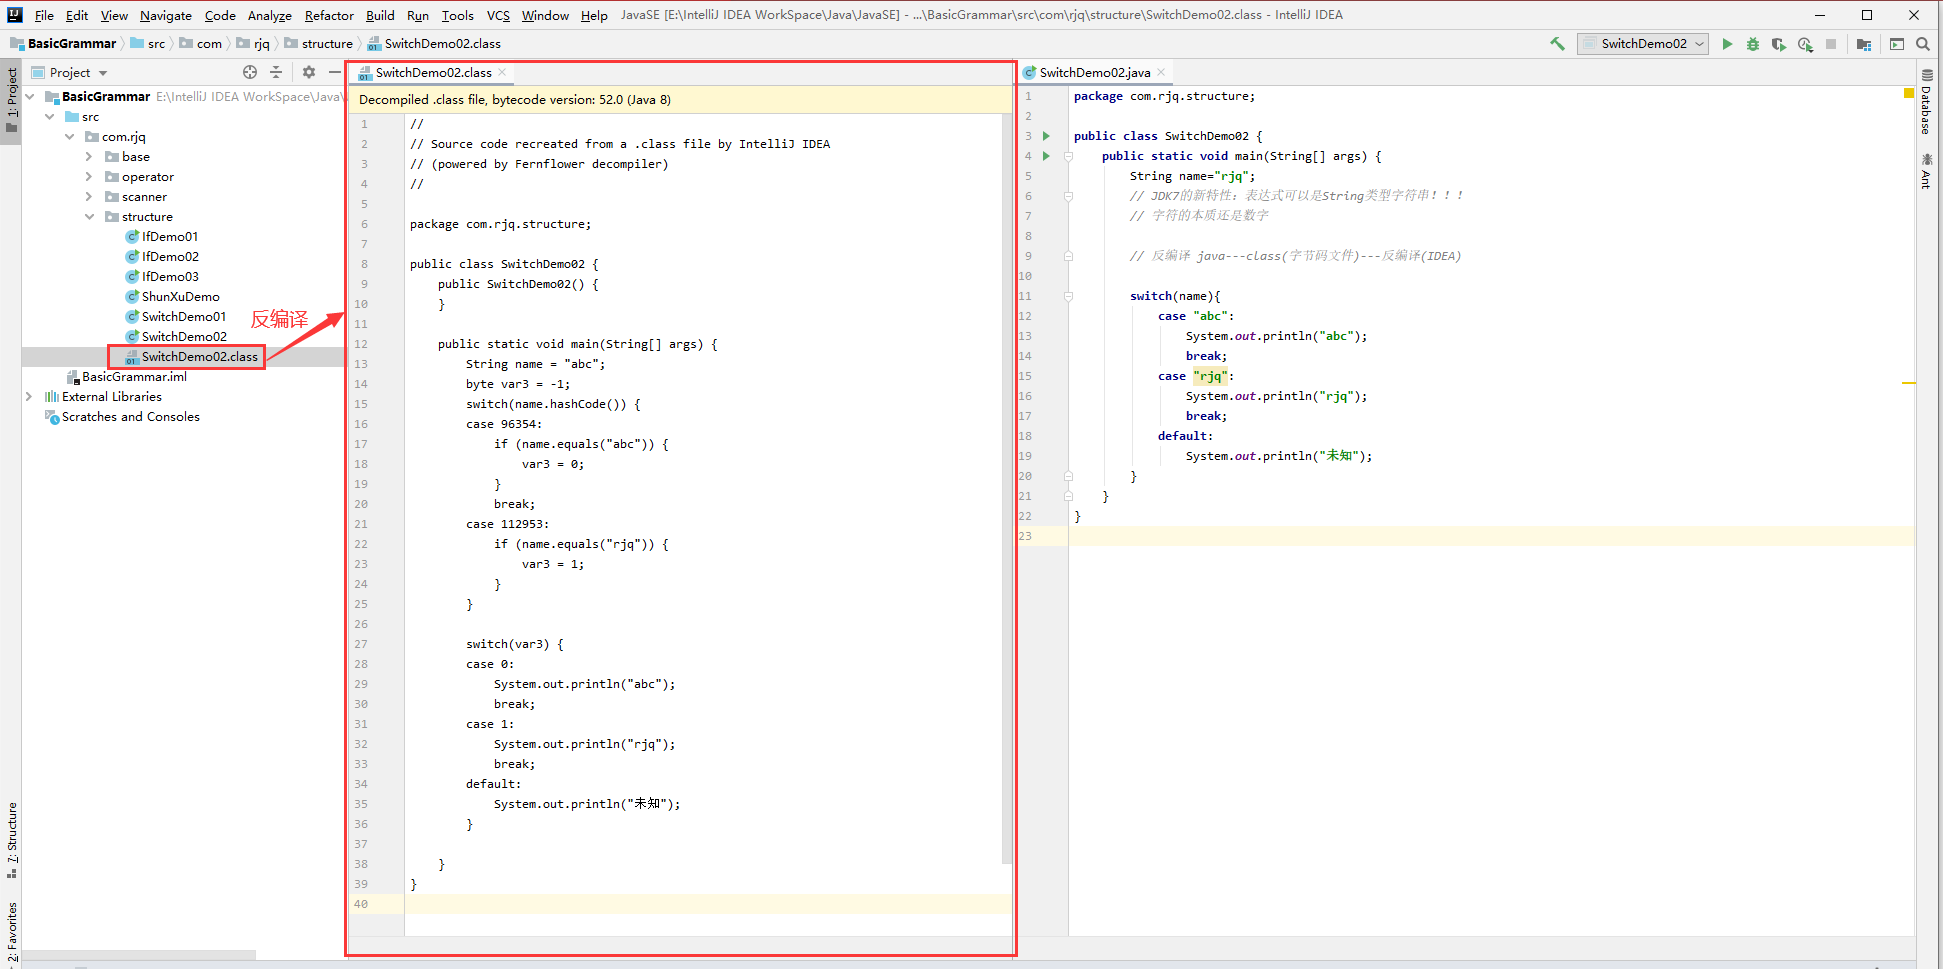 File Edit View Navigate Code Analyze Refactor Build Run Tools VCS Window Help JavaSE [E:\IntelliJ IDEA WorkSpace\Java\JavaSE] - ...\BasicGrammar\src\com\rjq\structure\SwitchDemo02.class - IntelliJ IDEA
BasicGrammar src com rjq structure SwitchDemo02.class SwitchDemo02
1: Project
7: Structure
2: Favorites
Project
BasicGrammar E:\IntelliJ IDEA WorkSpace\Java\
src
com.rjq
base
operator
scanner
structure
IfDemo01
IfDemo02
IfDemo03
ShunXuDemo
SwitchDemo01
SwitchDemo02
SwitchDemo02.class
BasicGrammar.iml
External Libraries
Scratches and Consoles
反编译
SwitchDemo02.class
Decompiled .class file, bytecode version: 52.0 (Java 8)
1 //
2 // Source code recreated from a .class file by IntelliJ IDEA
3 // (powered by Fernflower decompiler)
4 //
5
6 package com.rjq.structure;
7
8 public class SwitchDemo02 {
9 public SwitchDemo02() {
10 }
11
12 public static void main(String[] args) {
13 String name = "abc";
14 byte var3 = -1;
15 switch(name.hashCode()) {
16 case 96354:
17 if (name.equals("abc")) {
18 var3 = 0;
19 }
20 break;
21 case 112953:
22 if (name.equals("rjq")) {
23 var3 = 1;
24 }
25 }
26
27 switch(var3) {
28 case 0:
29 System.out.println("abc");
30 break;
31 case 1:
32 System.out.println("rjq");
33 break;
34 default:
35 System.out.println("未知");
36 }
37
38 }
39 }
40
SwitchDemo02.java
1 package com.rjq.structure;
2
3 public class SwitchDemo02 {
4 public static void main(String[] args) {
5 String name="rjq";
6 // JDK7的新特性：表达式可以是String类型字符串！！！
7 // 字符的本质还是数字
8
9 // 反编译 java---class(字节码文件)---反编译(IDEA)
10
11 switch(name){
12 case "abc":
13 System.out.println("abc");
14 break;
15 case "rjq":
16 System.out.println("rjq");
17 break;
18 default:
19 System.out.println("未知");
20 }
21 }
22 }
23
Database
Ant